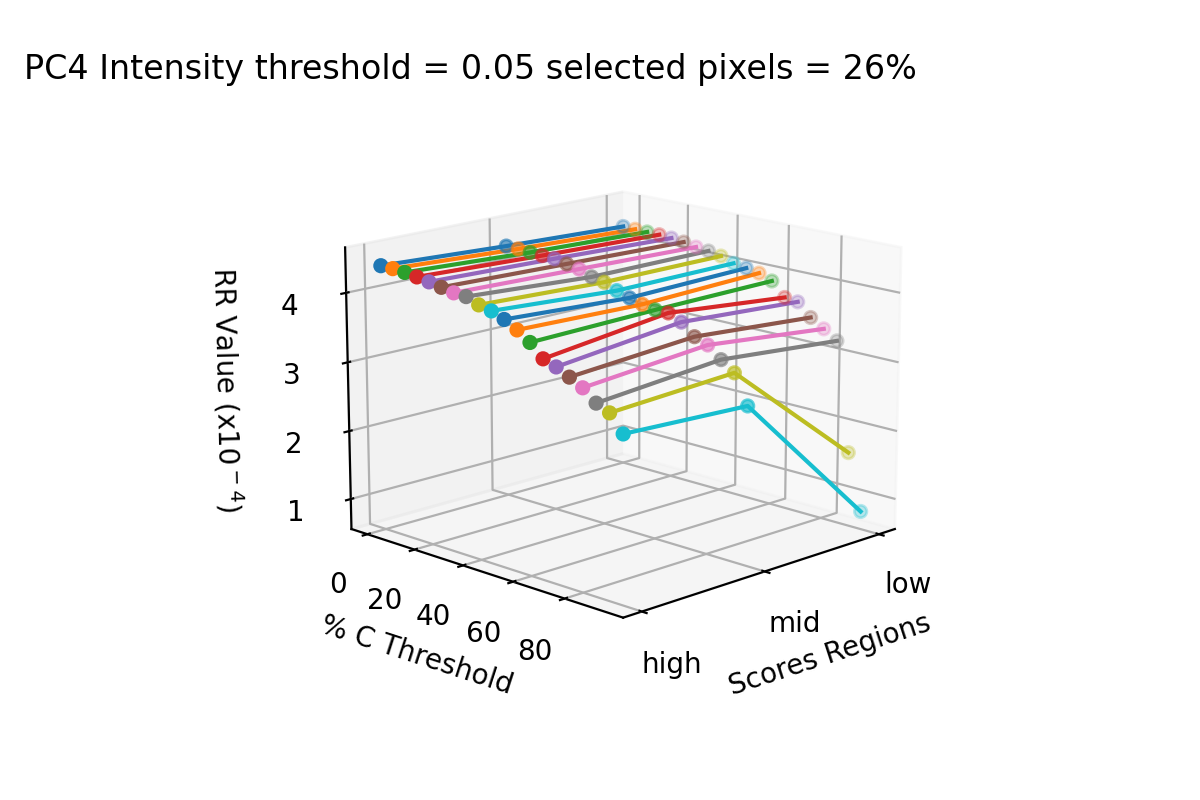 PC4 Intensity threshold = 0.05 selected pixels = 26%
RR Value (x10⁻⁴)
4
3
2
1
0
20
40
60
80
% C Threshold
high
mid
low
Scores Regions